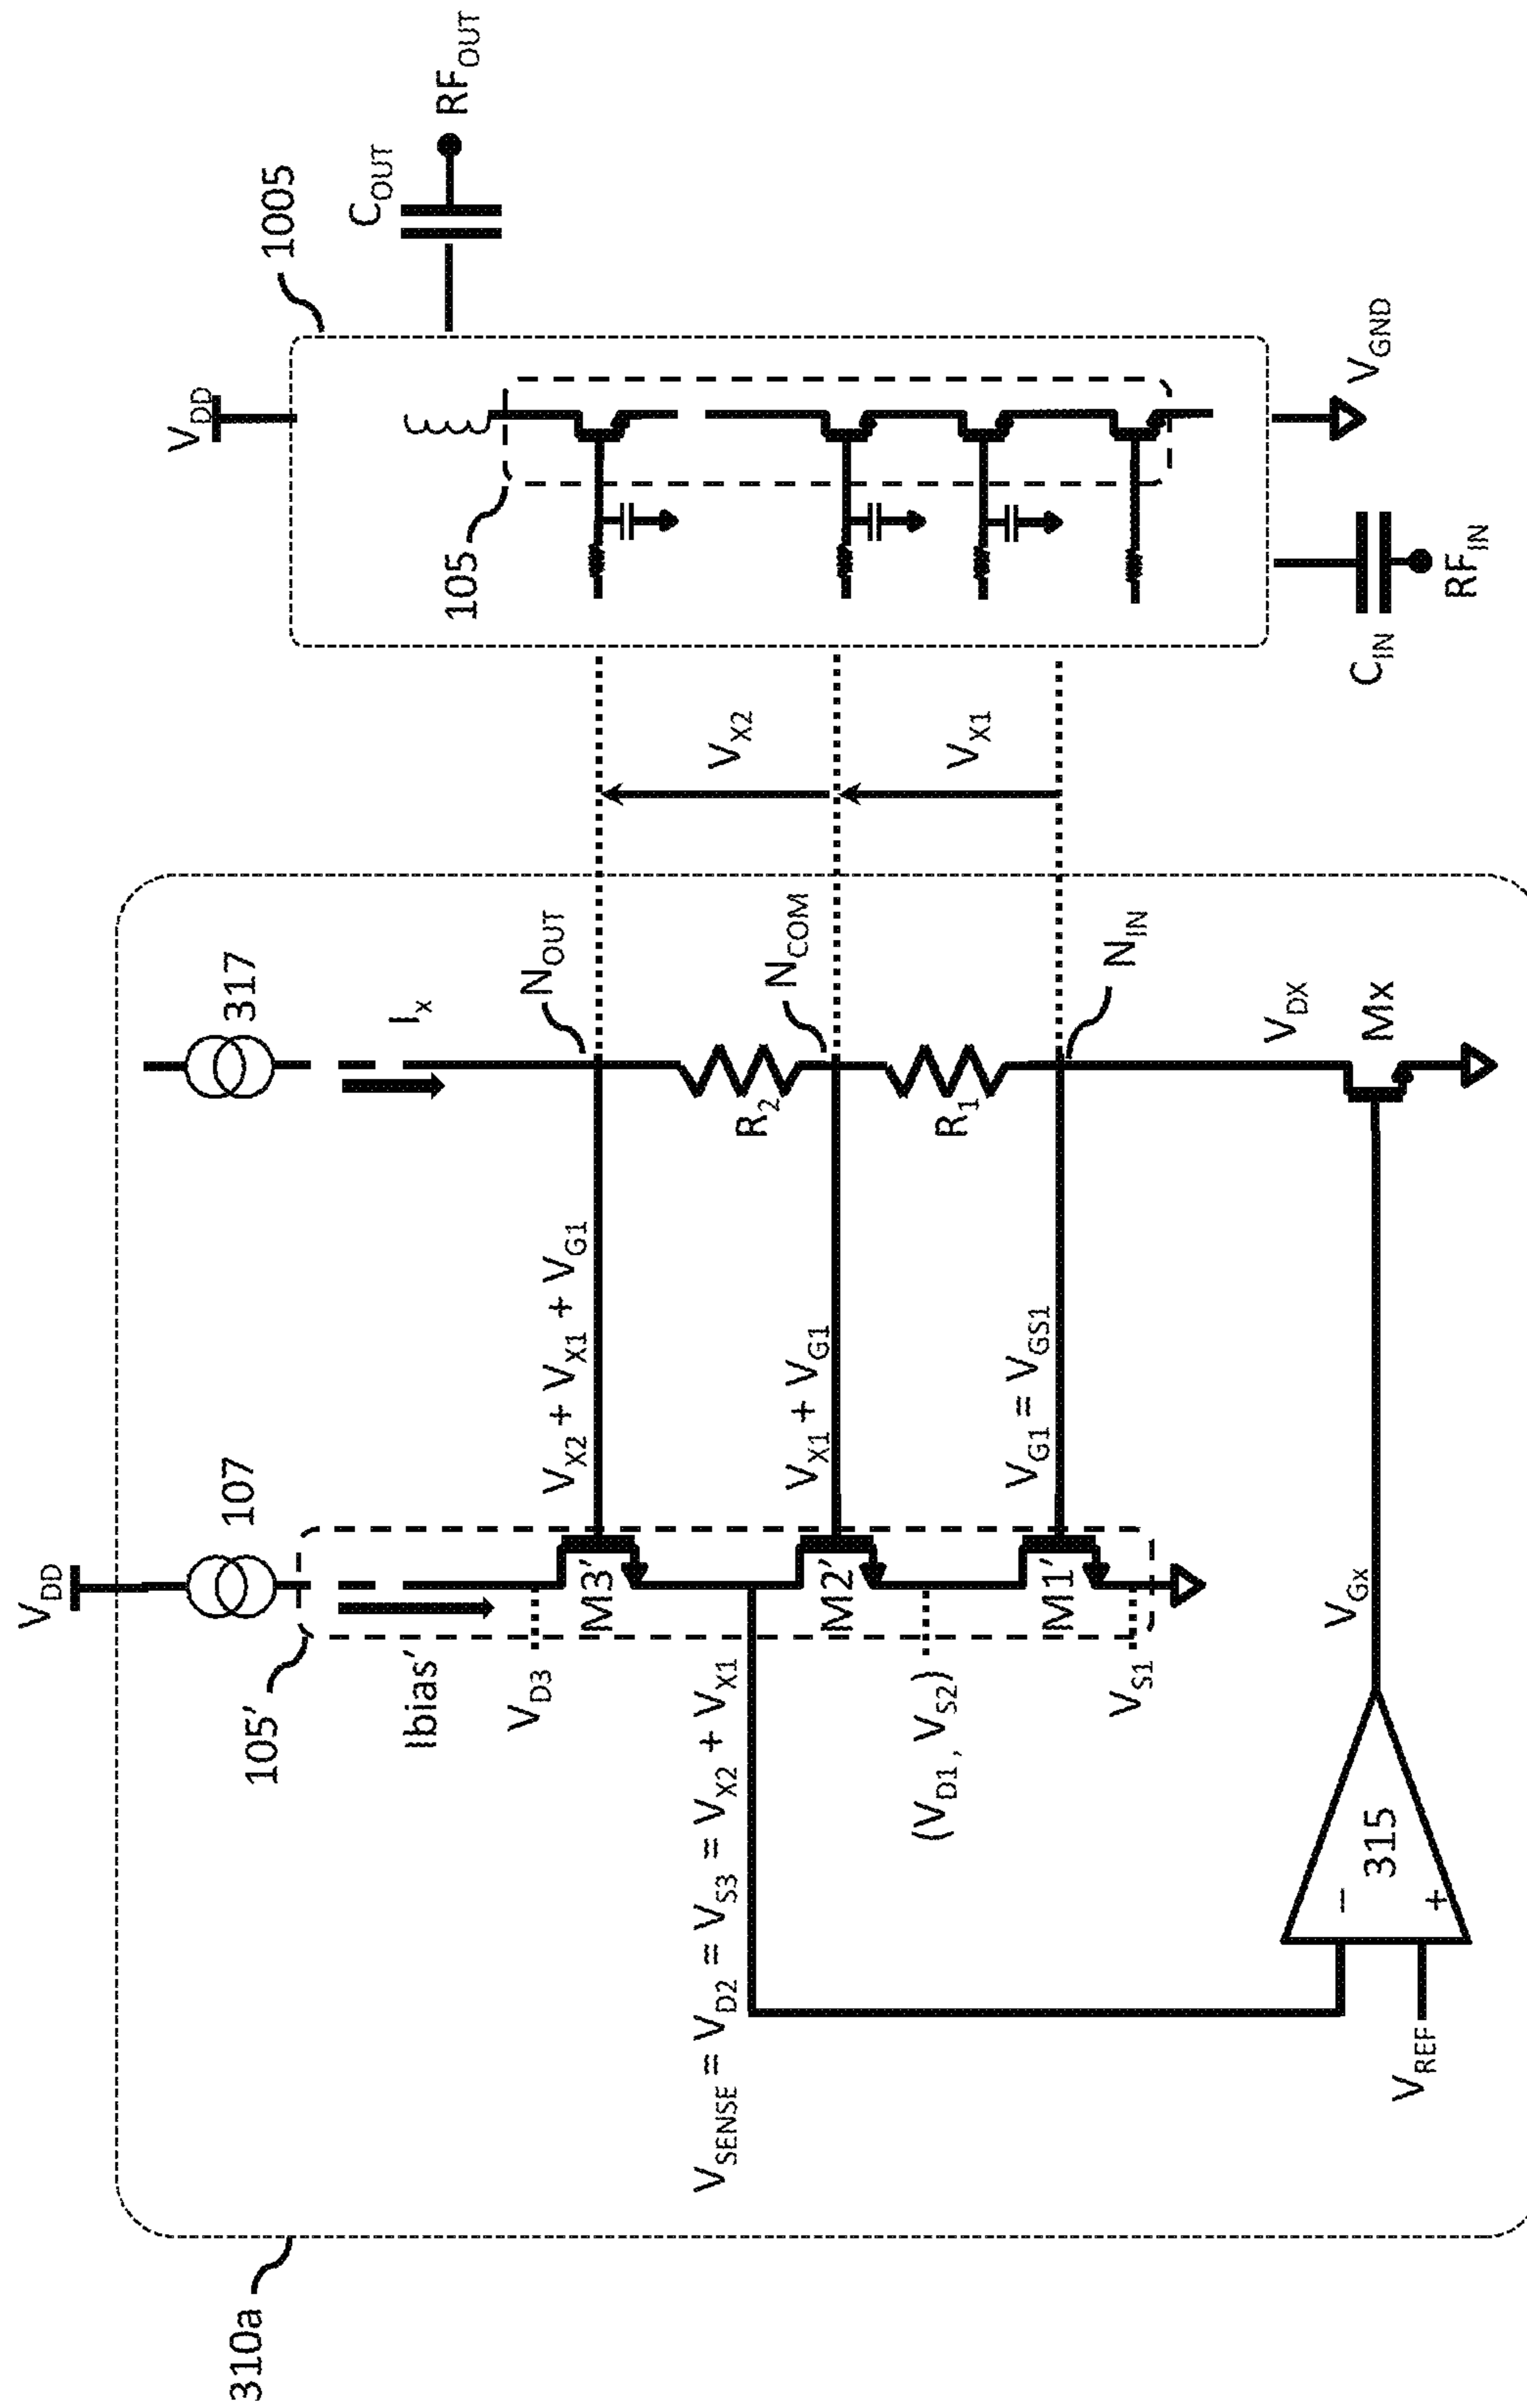 310a
V_DD
107
105'
Ibias'
V_D3
M3'
V_X2 + V_X1 + V_G1
V_SENSE = V_D2 = V_S3 = V_X2 + V_X1
M2'
V_X1 + V_G1
(V_D1, V_S2)
M1'
V_G1 = V_GS1
V_S1
V_REF
−
+
315
V_Gx
317
I_x
N_OUT
R_2
N_COM
R_1
N_IN
V_DX
Mx
V_X2
V_X1
V_DD
1005
105
C_OUT
RF_OUT
C_IN
RF_IN
V_GND